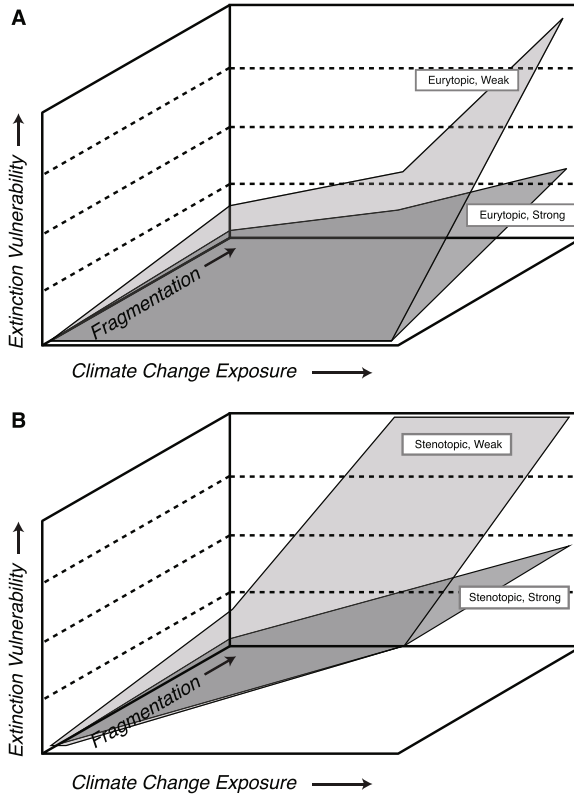 A
Eurytopic, Weak
Eurytopic, Strong
Extinction Vulnerability
Fragmentation
Climate Change Exposure
B
Stenotopic, Weak
Stenotopic, Strong
Extinction Vulnerability
Fragmentation
Climate Change Exposure